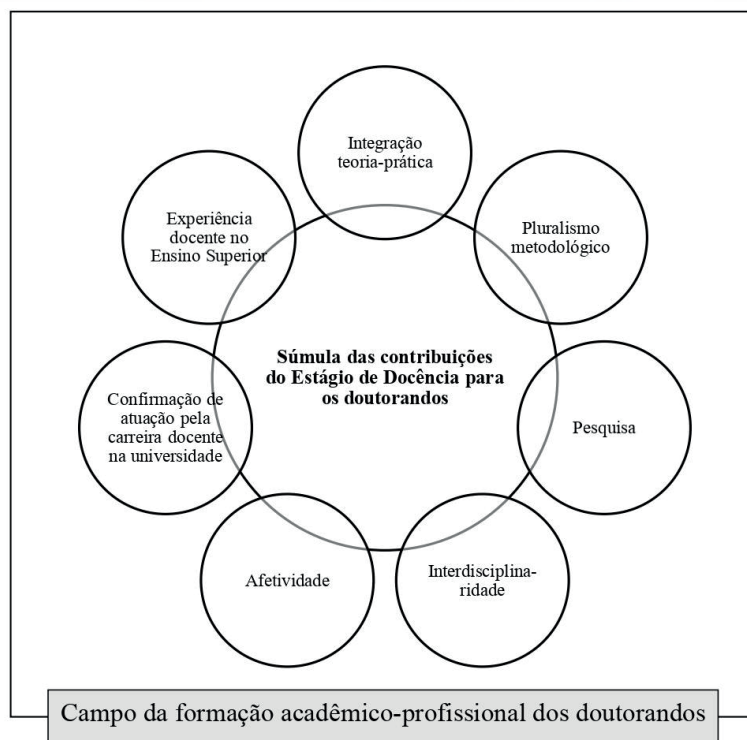 Integração
teoria-prática
Pluralismo
metodológico
Pesquisa
Interdisciplina-
ridade
Afetividade
Confirmação de
atuação pela
carreira docente
na universidade
Experiência
docente no
Ensino Superior
Súmula das contribuições
do Estágio de Docência para
os doutorandos
Campo da formação acadêmico-profissional dos doutorandos